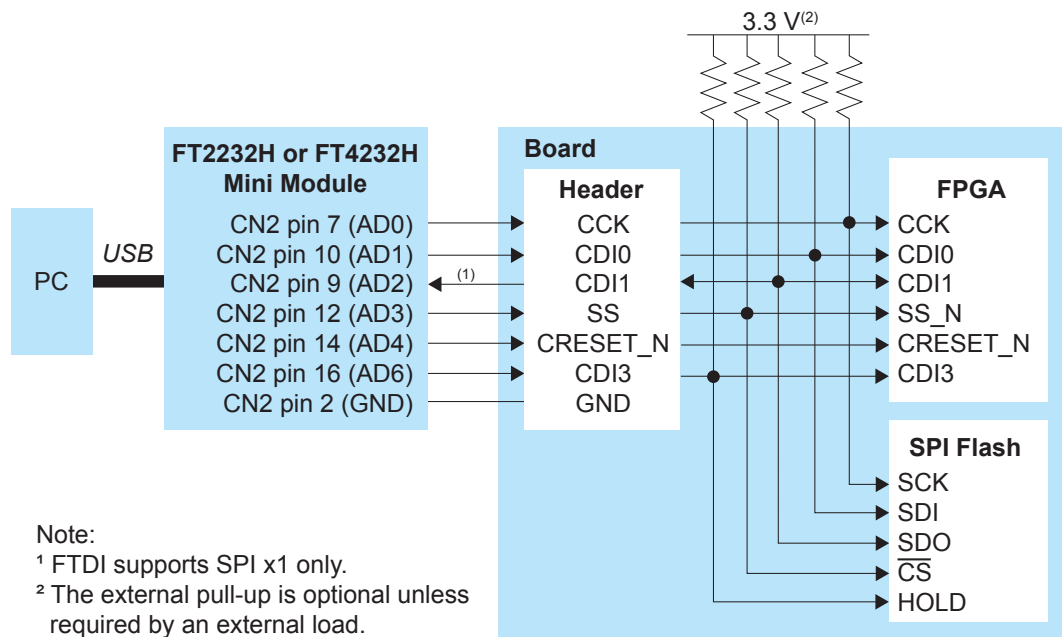 3.3 V(2)
FT2232H or FT4232H
Mini Module
CN2 pin 7 (AD0)
CN2 pin 10 (AD1)
CN2 pin 9 (AD2)
CN2 pin 12 (AD3)
CN2 pin 14 (AD4)
CN2 pin 16 (AD6)
CN2 pin 2 (GND)
PC
USB
(1)
Board
Header
CCK
CDI0
CDI1
SS
CRESET_N
CDI3
GND
FPGA
CCK
CDI0
CDI1
SS_N
CRESET_N
CDI3
SPI Flash
SCK
SDI
SDO
C̅S̅
HOLD
Note:
¹ FTDI supports SPI x1 only.
² The external pull-up is optional unless
required by an external load.